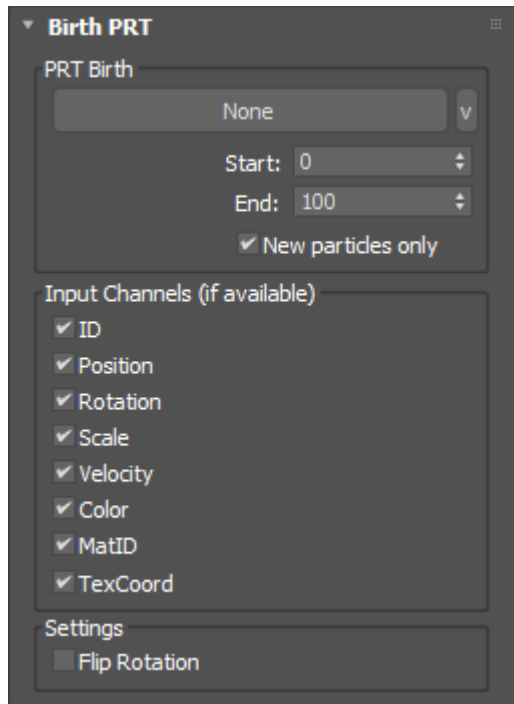 Birth PRT
PRT Birth
None v
Start: 0
End: 100
New particles only
Input Channels (if available)
ID
Position
Rotation
Scale
Velocity
Color
MatID
TexCoord
Settings
Flip Rotation